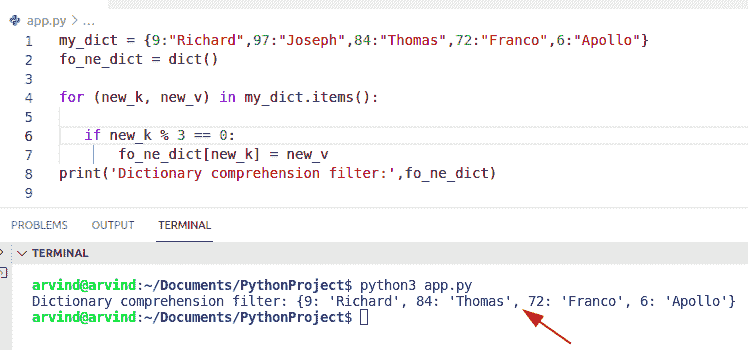 app.py > ...
1 my_dict = {9:"Richard",97:"Joseph",84:"Thomas",72:"Franco",6:"Apollo"}
2 fo_ne_dict = dict()
3
4 for (new_k, new_v) in my_dict.items():
5
6 if new_k % 3 == 0:
7 fo_ne_dict[new_k] = new_v
8 print('Dictionary comprehension filter:',fo_ne_dict)
9
PROBLEMS OUTPUT TERMINAL
TERMINAL
arvind@arvind:~/Documents/PythonProject$ python3 app.py
Dictionary comprehension filter: {9: 'Richard', 84: 'Thomas', 72: 'Franco', 6: 'Apollo'}
arvind@arvind:~/Documents/PythonProject$